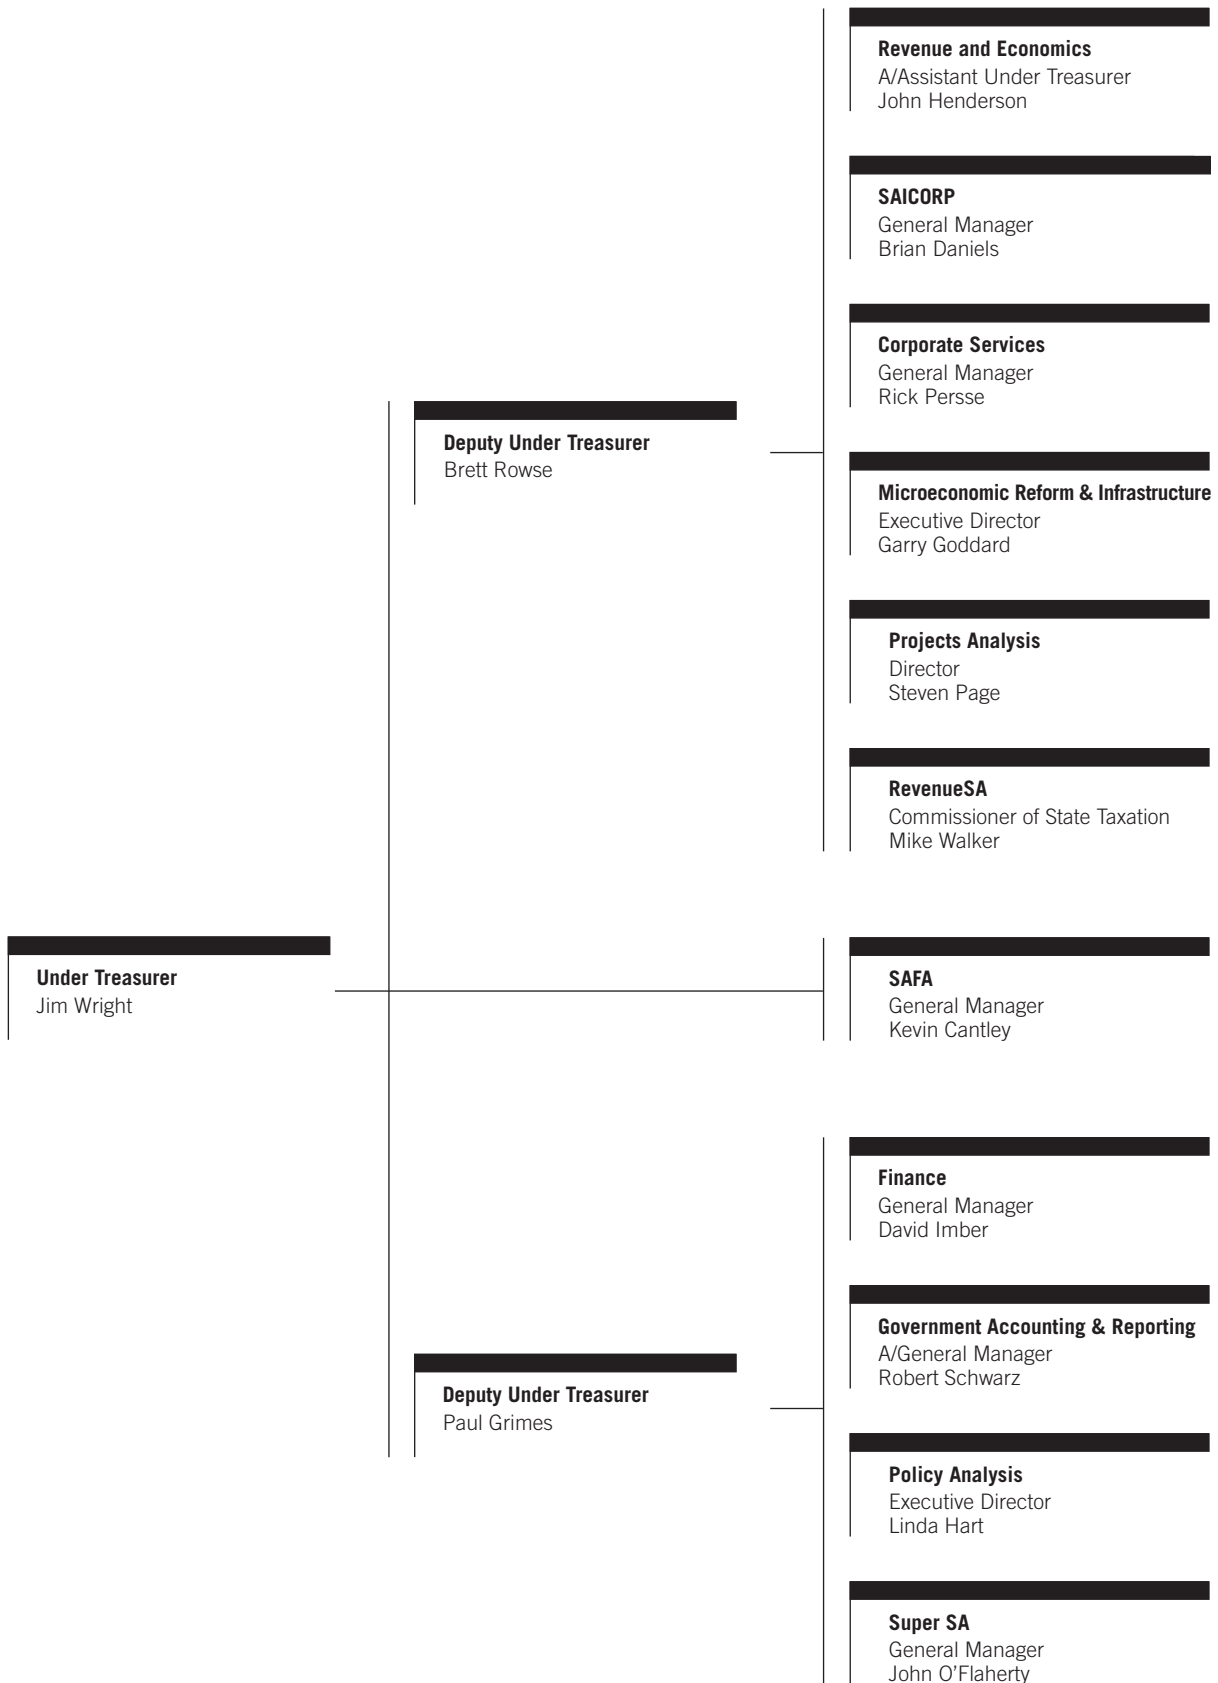 Revenue and Economics
A/Assistant Under Treasurer
John Henderson
SAICORP
General Manager
Brian Daniels
Corporate Services
General Manager
Rick Persse
Deputy Under Treasurer
Brett Rowse
Microeconomic Reform & Infrastructure
Executive Director
Garry Goddard
Projects Analysis
Director
Steven Page
RevenueSA
Commissioner of State Taxation
Mike Walker
Under Treasurer
Jim Wright
SAFA
General Manager
Kevin Cantley
Finance
General Manager
David Imber
Government Accounting & Reporting
A/General Manager
Robert Schwarz
Deputy Under Treasurer
Paul Grimes
Policy Analysis
Executive Director
Linda Hart
Super SA
General Manager
John O’Flaherty